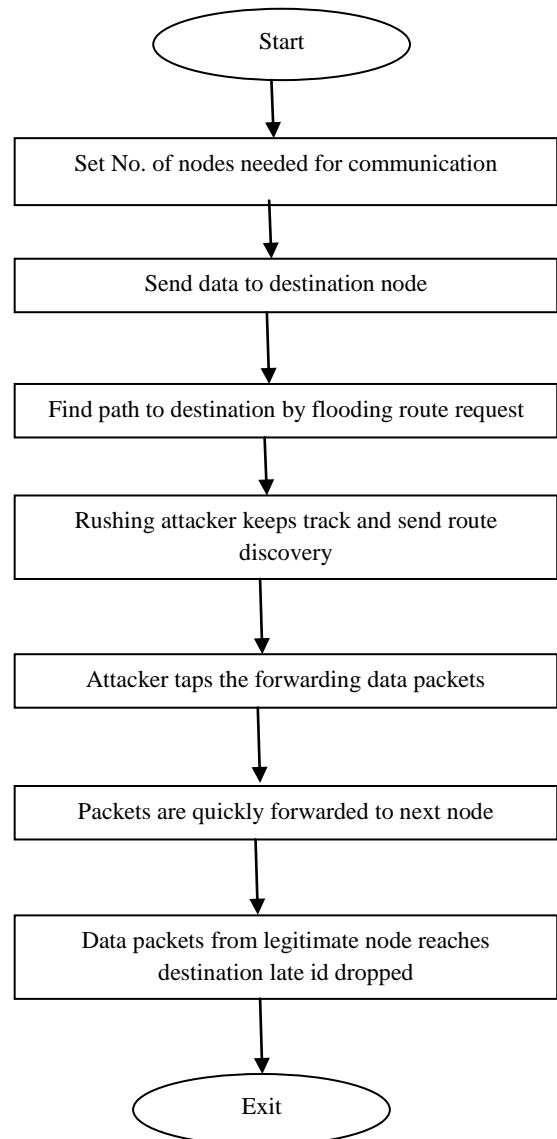 Start
Set No. of nodes needed for communication
Send data to destination node
Find path to destination by flooding route request
Rushing attacker keeps track and send route
discovery
Attacker taps the forwarding data packets
Packets are quickly forwarded to next node
Data packets from legitimate node reaches
destination late id dropped
Exit